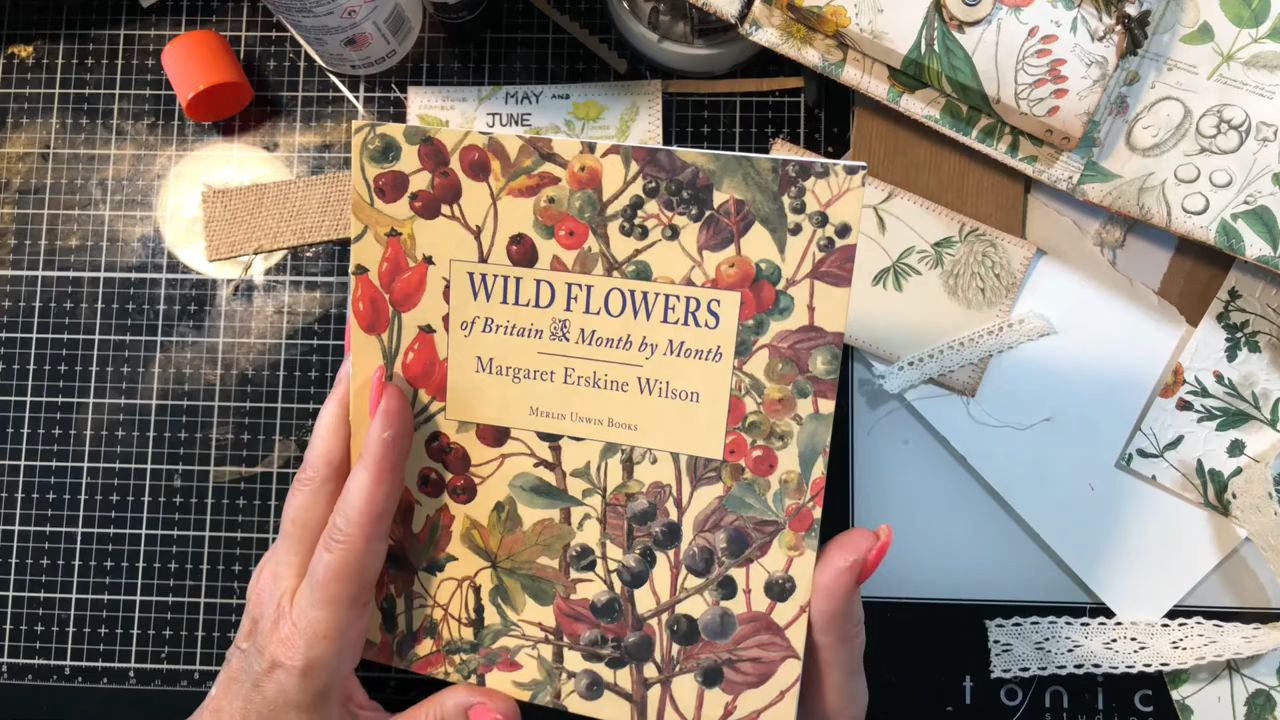 MAY AND
JUNE
WILD FLOWERS
of Britain & Month by Month
Margaret Erskine Wilson
MERLIN UNWIN BOOKS
tonic